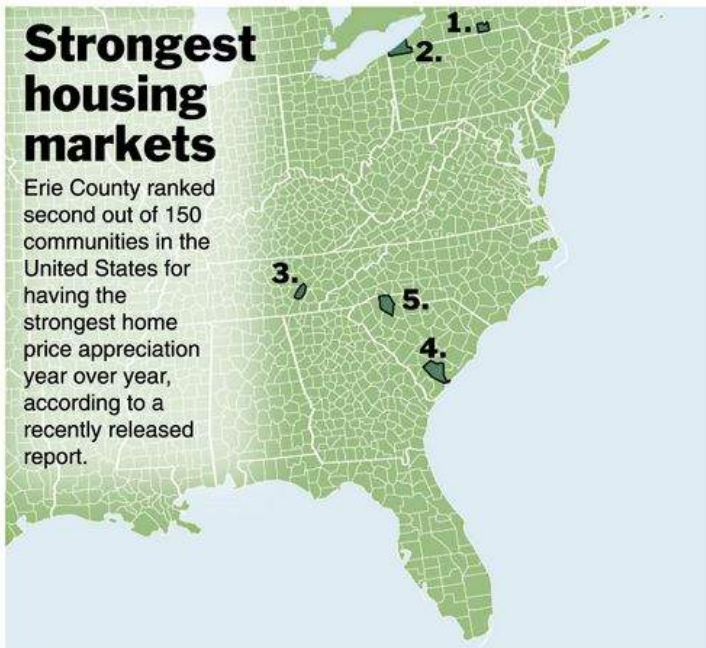 Strongest
housing
markets
Erie County ranked
second out of 150
communities in the
United States for
having the
strongest home
price appreciation
year over year,
according to a
recently released
report.
1.
2.
3.
5.
4.